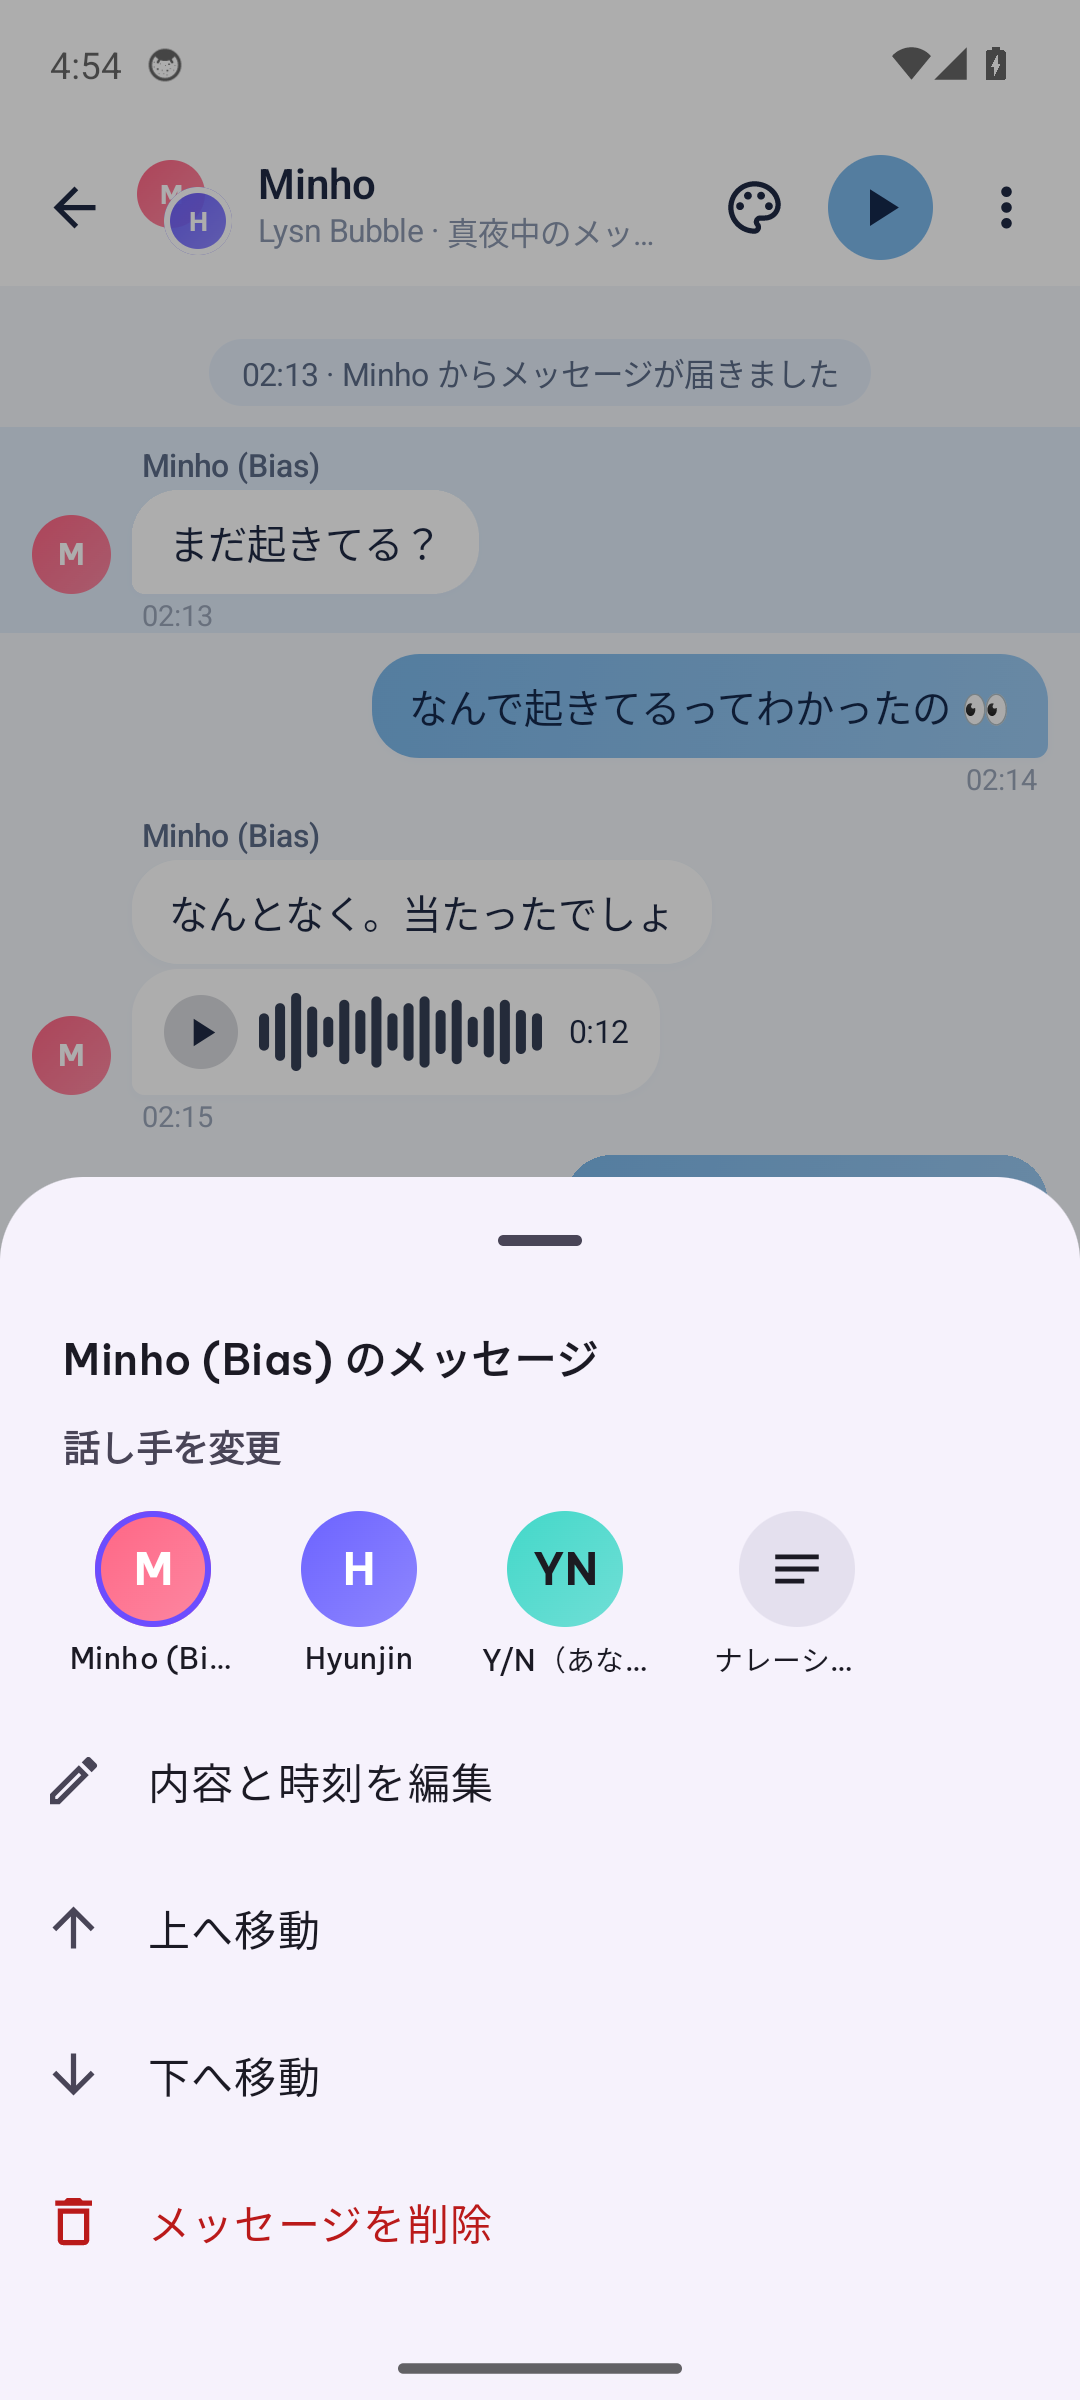 4:54
Minho
Lysn Bubble · 真夜中のメッ...
M
H
02:13 · Minho からメッセージが届きました
Minho (Bias)
まだ起きてる？
M
02:13
なんで起きてるってわかったの 👀
02:14
Minho (Bias)
なんとなく。当たったでしょ
0:12
M
02:15
Minho (Bias) のメッセージ
話し手を変更
M
H
YN
Minho (Bi...
Hyunjin
Y/N（あな...
ナレーシ...
内容と時刻を編集
上へ移動
下へ移動
メッセージを削除